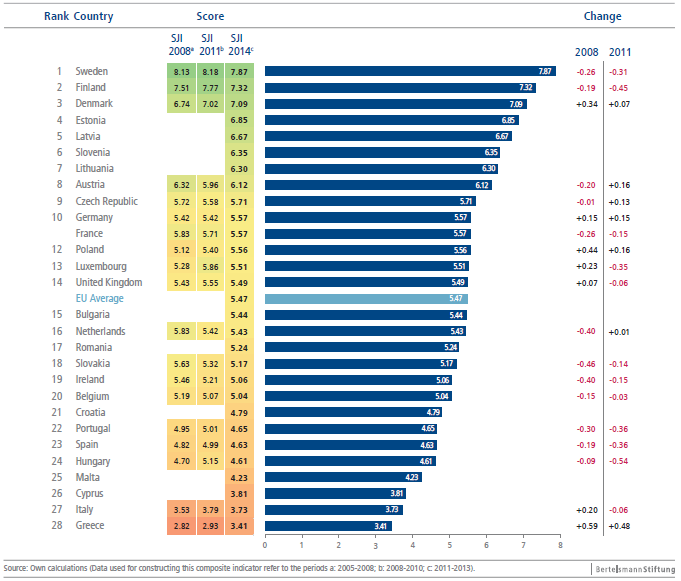 Rank Country Score Change
SJI 2008a SJI 2011b SJI 2014c 2008 2011
1 Sweden 8.13 8.18 7.87 7.87 -0.26 -0.31
2 Finland 7.51 7.77 7.32 7.32 -0.19 -0.45
3 Denmark 6.74 7.02 7.09 7.09 +0.34 +0.07
4 Estonia 6.85 6.85
5 Latvia 6.67 6.67
6 Slovenia 6.35 6.35
7 Lithuania 6.30 6.30
8 Austria 6.32 5.96 6.12 6.12 -0.20 +0.16
9 Czech Republic 5.72 5.58 5.71 5.71 -0.01 +0.13
10 Germany 5.42 5.42 5.57 5.57 +0.15 +0.15
France 5.83 5.71 5.57 5.57 -0.26 -0.15
12 Poland 5.12 5.40 5.56 5.56 +0.44 +0.16
13 Luxembourg 5.28 5.86 5.51 5.51 +0.23 -0.35
14 United Kingdom 5.43 5.55 5.49 5.49 +0.07 -0.06
EU Average 5.47 5.47
15 Bulgaria 5.44 5.44
16 Netherlands 5.83 5.42 5.43 5.43 -0.40 +0.01
17 Romania 5.24 5.24
18 Slovakia 5.63 5.32 5.17 5.17 -0.46 -0.14
19 Ireland 5.46 5.21 5.06 5.06 -0.40 -0.15
20 Belgium 5.19 5.07 5.04 5.04 -0.15 -0.03
21 Croatia 4.79 4.79
22 Portugal 4.95 5.01 4.65 4.65 -0.30 -0.36
23 Spain 4.82 4.99 4.63 4.63 -0.19 -0.36
24 Hungary 4.70 5.15 4.61 4.61 -0.09 -0.54
25 Malta 4.23 4.23
26 Cyprus 3.81 3.81
27 Italy 3.53 3.79 3.73 3.73 +0.20 -0.06
28 Greece 2.82 2.93 3.41 3.41 +0.59 +0.48
0 1 2 3 4 5 6 7 8
Source: Own calculations (Data used for constructing this composite indicator refer to the periods a: 2005-2008; b: 2008-2010; c: 2011-2013). BertelsmannStiftung